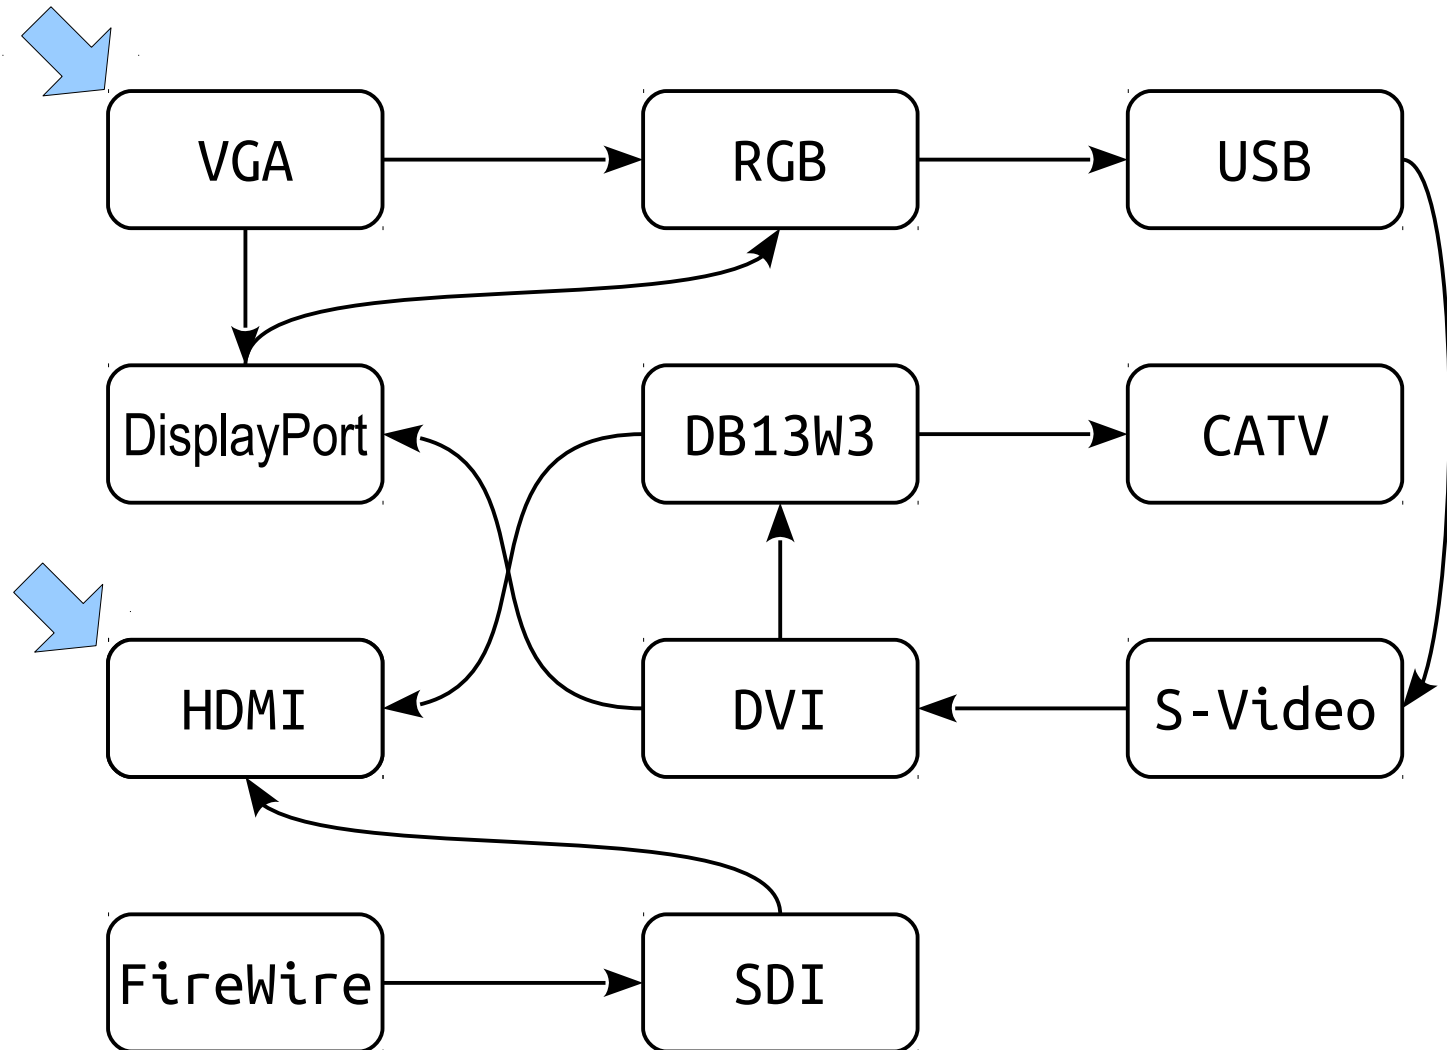 VGA
RGB
USB
DisplayPort
DB13W3
CATV
HDMI
DVI
S-Video
FireWire
SDI